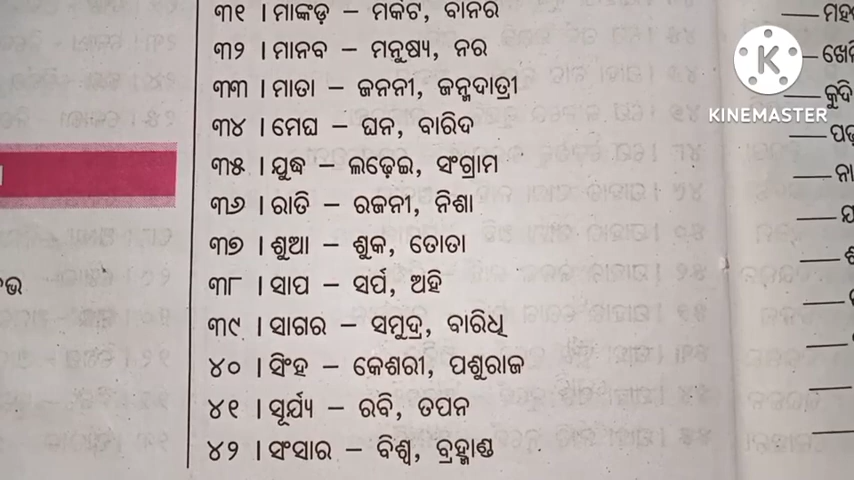 ୩୧ । ମାଙ୍କଡ଼ – ମର୍କଟ, ବାନର
୩୨ । ମାନବ – ମନୁଷ୍ୟ, ନର
୩୩ । ମାତା – ଜନନୀ, ଜନ୍ମଦାତ୍ରୀ
୩୪ । ମେଘ – ଘନ, ବାରିଦ
୩୫ । ଯୁଦ୍ଧ – ଲଢ଼େଇ, ସଂଗ୍ରାମ
୩୬ । ରାତି – ରଜନୀ, ନିଶା
୩୭ । ଶୁଆ – ଶୁକ, ତୋତା
୩୮ । ସାପ – ସର୍ପ, ଅହି
୩୯ । ସାଗର – ସମୁଦ୍ର, ବାରିଧି
୪୦ । ସିଂହ – କେଶରୀ, ପଶୁରାଜ
୪୧ । ସୂର୍ଯ୍ୟ – ରବି, ତପନ
୪୨ । ସଂସାର – ବିଶ୍ୱ, ବ୍ରହ୍ମାଣ୍ଡ
KINEMASTER